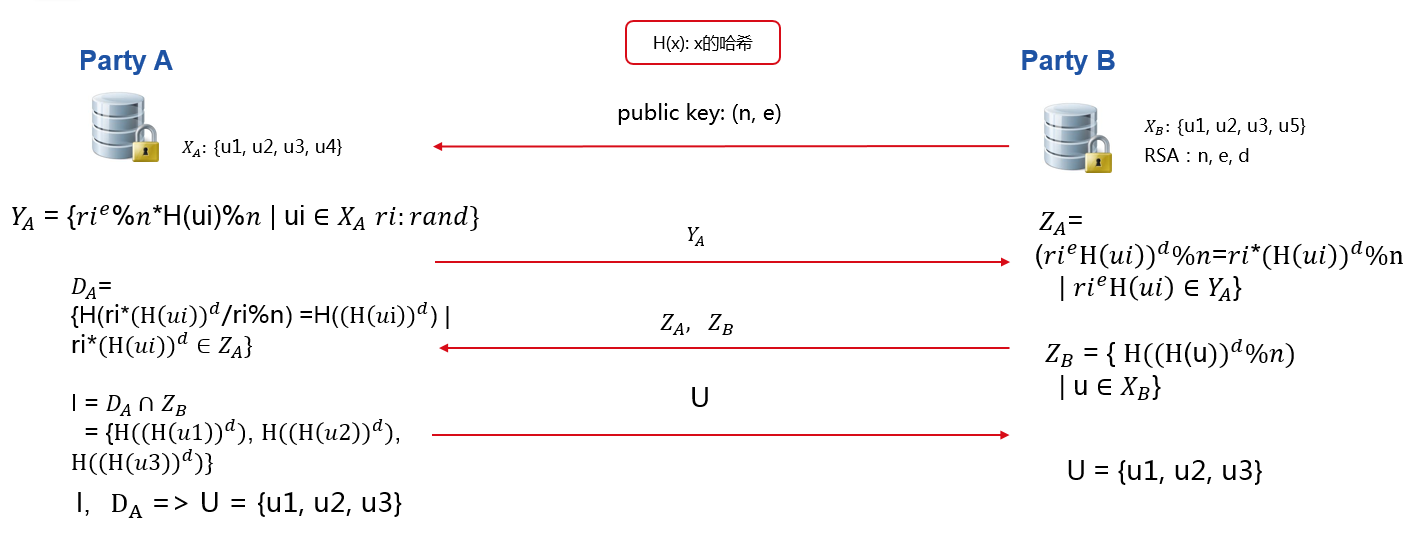 H(x): x的哈希
Party A
Party B
public key: (n, e)
X_A: {u1, u2, u3, u4}
X_B: {u1, u2, u3, u5}
RSA : n, e, d
Y_A = {ri^e%n*H(ui)%n | ui ∈ X_A ri: rand}
Y_A
Z_A=
(ri^eH(ui))^d%n=ri*(H(ui))^d%n
| ri^eH(ui) ∈ Y_A}
D_A=
{H(ri*(H(ui))^d/ri%n) =H((H(ui))^d) |
ri*(H(ui))^d ∈ Z_A}
Z_A, Z_B
Z_B = { H((H(u))^d%n)
| u ∈ X_B}
I = D_A ∩ Z_B
= {H((H(u1))^d), H((H(u2))^d),
H((H(u3))^d)}
U
I, D_A => U = {u1, u2, u3}
U = {u1, u2, u3}